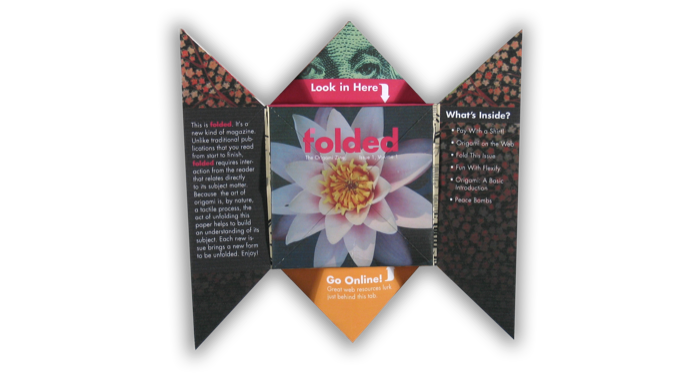 Look in Here
This is folded. It's a
new kind of magazine.
Unlike traditional pub-
lications that you read
from start to finish,
folded requires inter-
action from the reader
that relates directly
to its subject matter.
Because the art of
origami is, by nature,
a tactile process, the
act of unfolding this
paper helps to build
an understanding of its
subject. Each new is-
sue brings a new form
to be unfolded. Enjoy!
folded
The Origami Zine
What's Inside?
• Pay With a Shirt!
• Origami on the Web
• Fold This Issue
• Fun With Flexify
• Origami: A Basic
Introduction
• Peace Bombs
Go Online!
Great web resources lurk
just behind this tab.